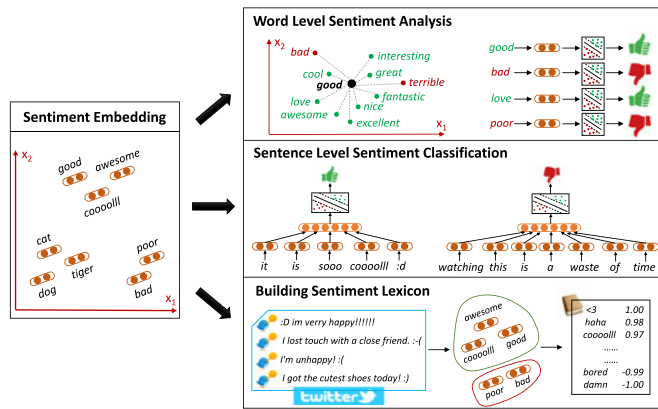 Sentiment Embedding
x2
good
awesome
coooolll
cat
tiger
dog
poor
bad
x1
Word Level Sentiment Analysis
x2
bad
interesting
cool
great
good
terrible
love
fantastic
nice
awesome
excellent
x1
good
bad
love
poor
Sentence Level Sentiment Classification
it is sooo coooolll :d
watching this is a waste of time
Building Sentiment Lexicon
:D im verry happy!!!!!!
I lost touch with a close friend. :-(
I'm unhappy! :(
I got the cutest shoes today! :)
twitter
awesome
coooolll
good
poor
bad
<3 1.00
haha 0.98
coooolll 0.97
......
......
bored -0.99
damn -1.00